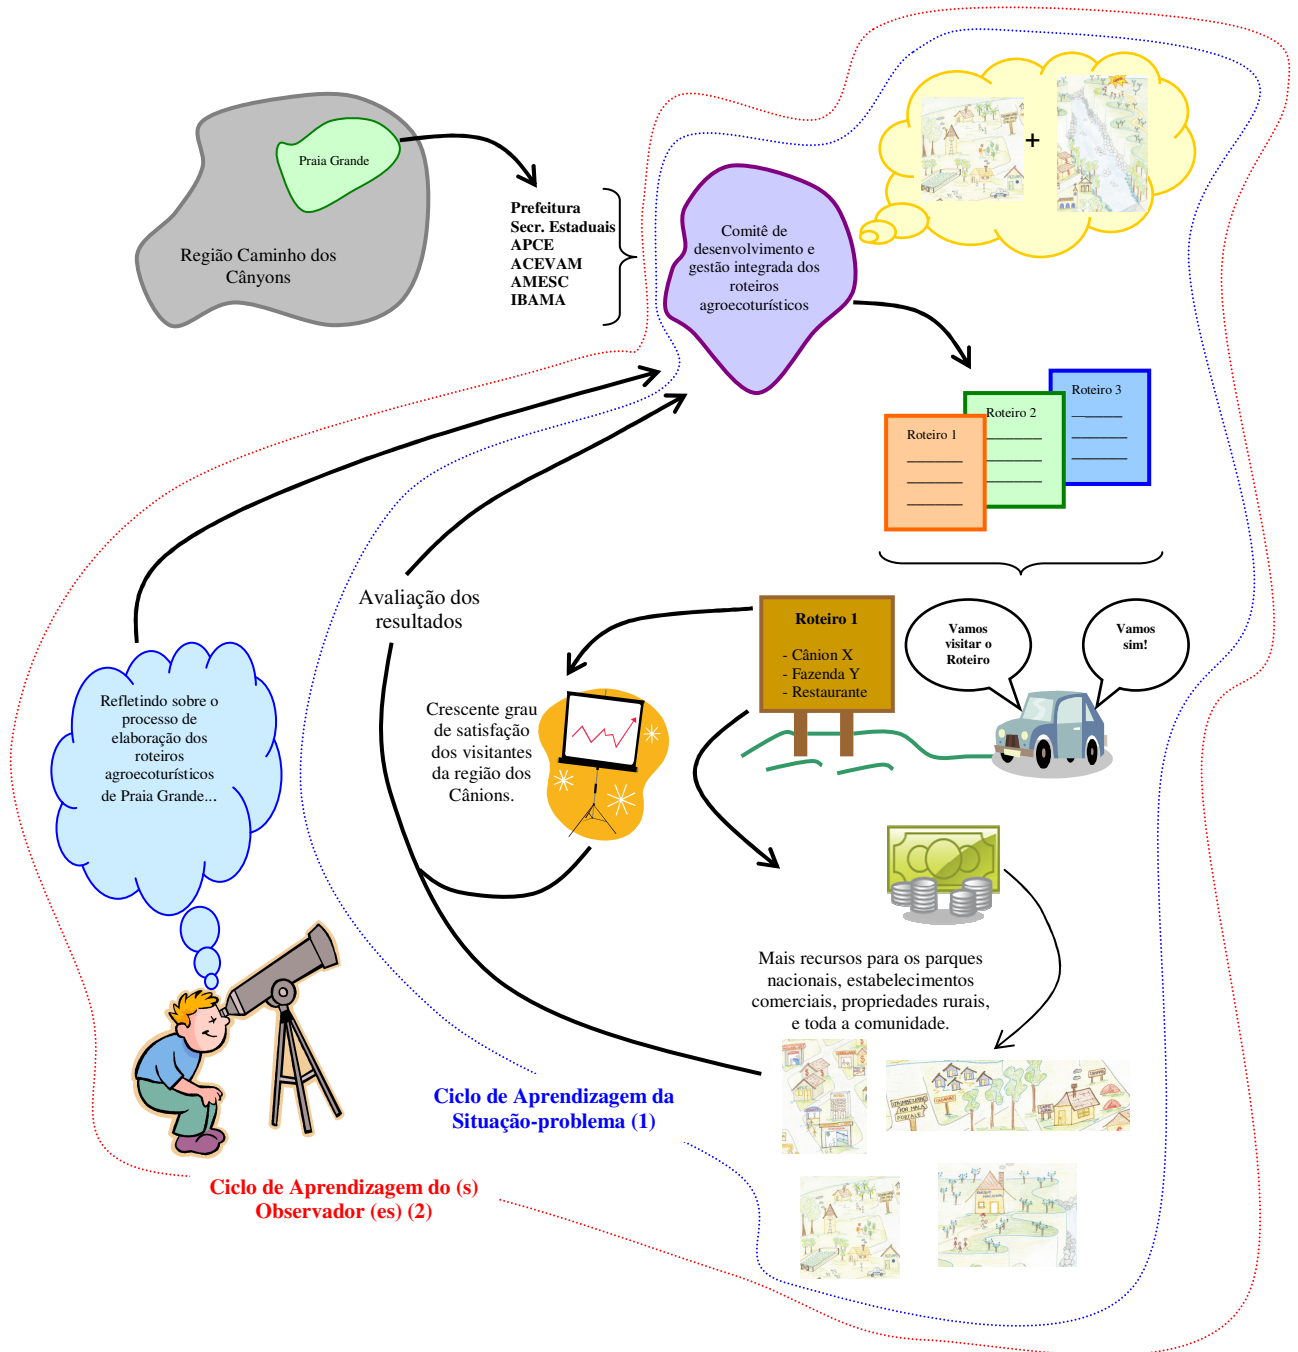 Praia Grande
Região Caminho dos
Cânyons
Prefeitura
Secr. Estaduais
APCE
ACEVAM
AMESC
IBAMA
Comitê de
desenvolvimento e
gestão integrada dos
roteiros
agroecoturísticos
+
Roteiro 3
Roteiro 2
Roteiro 1
Avaliação dos
resultados
Roteiro 1
- Cânion X
- Fazenda Y
- Restaurante
Vamos
visitar o
Roteiro
Vamos
sim!
Refletindo sobre o
processo de
elaboração dos
roteiros
agroecoturísticos
de Praia Grande...
Crescente grau
de satisfação
dos visitantes
da região dos
Cânions.
Mais recursos para os parques
nacionais, estabelecimentos
comerciais, propriedades rurais,
e toda a comunidade.
Ciclo de Aprendizagem da
Situação-problema (1)
Ciclo de Aprendizagem do (s)
Observador (es) (2)